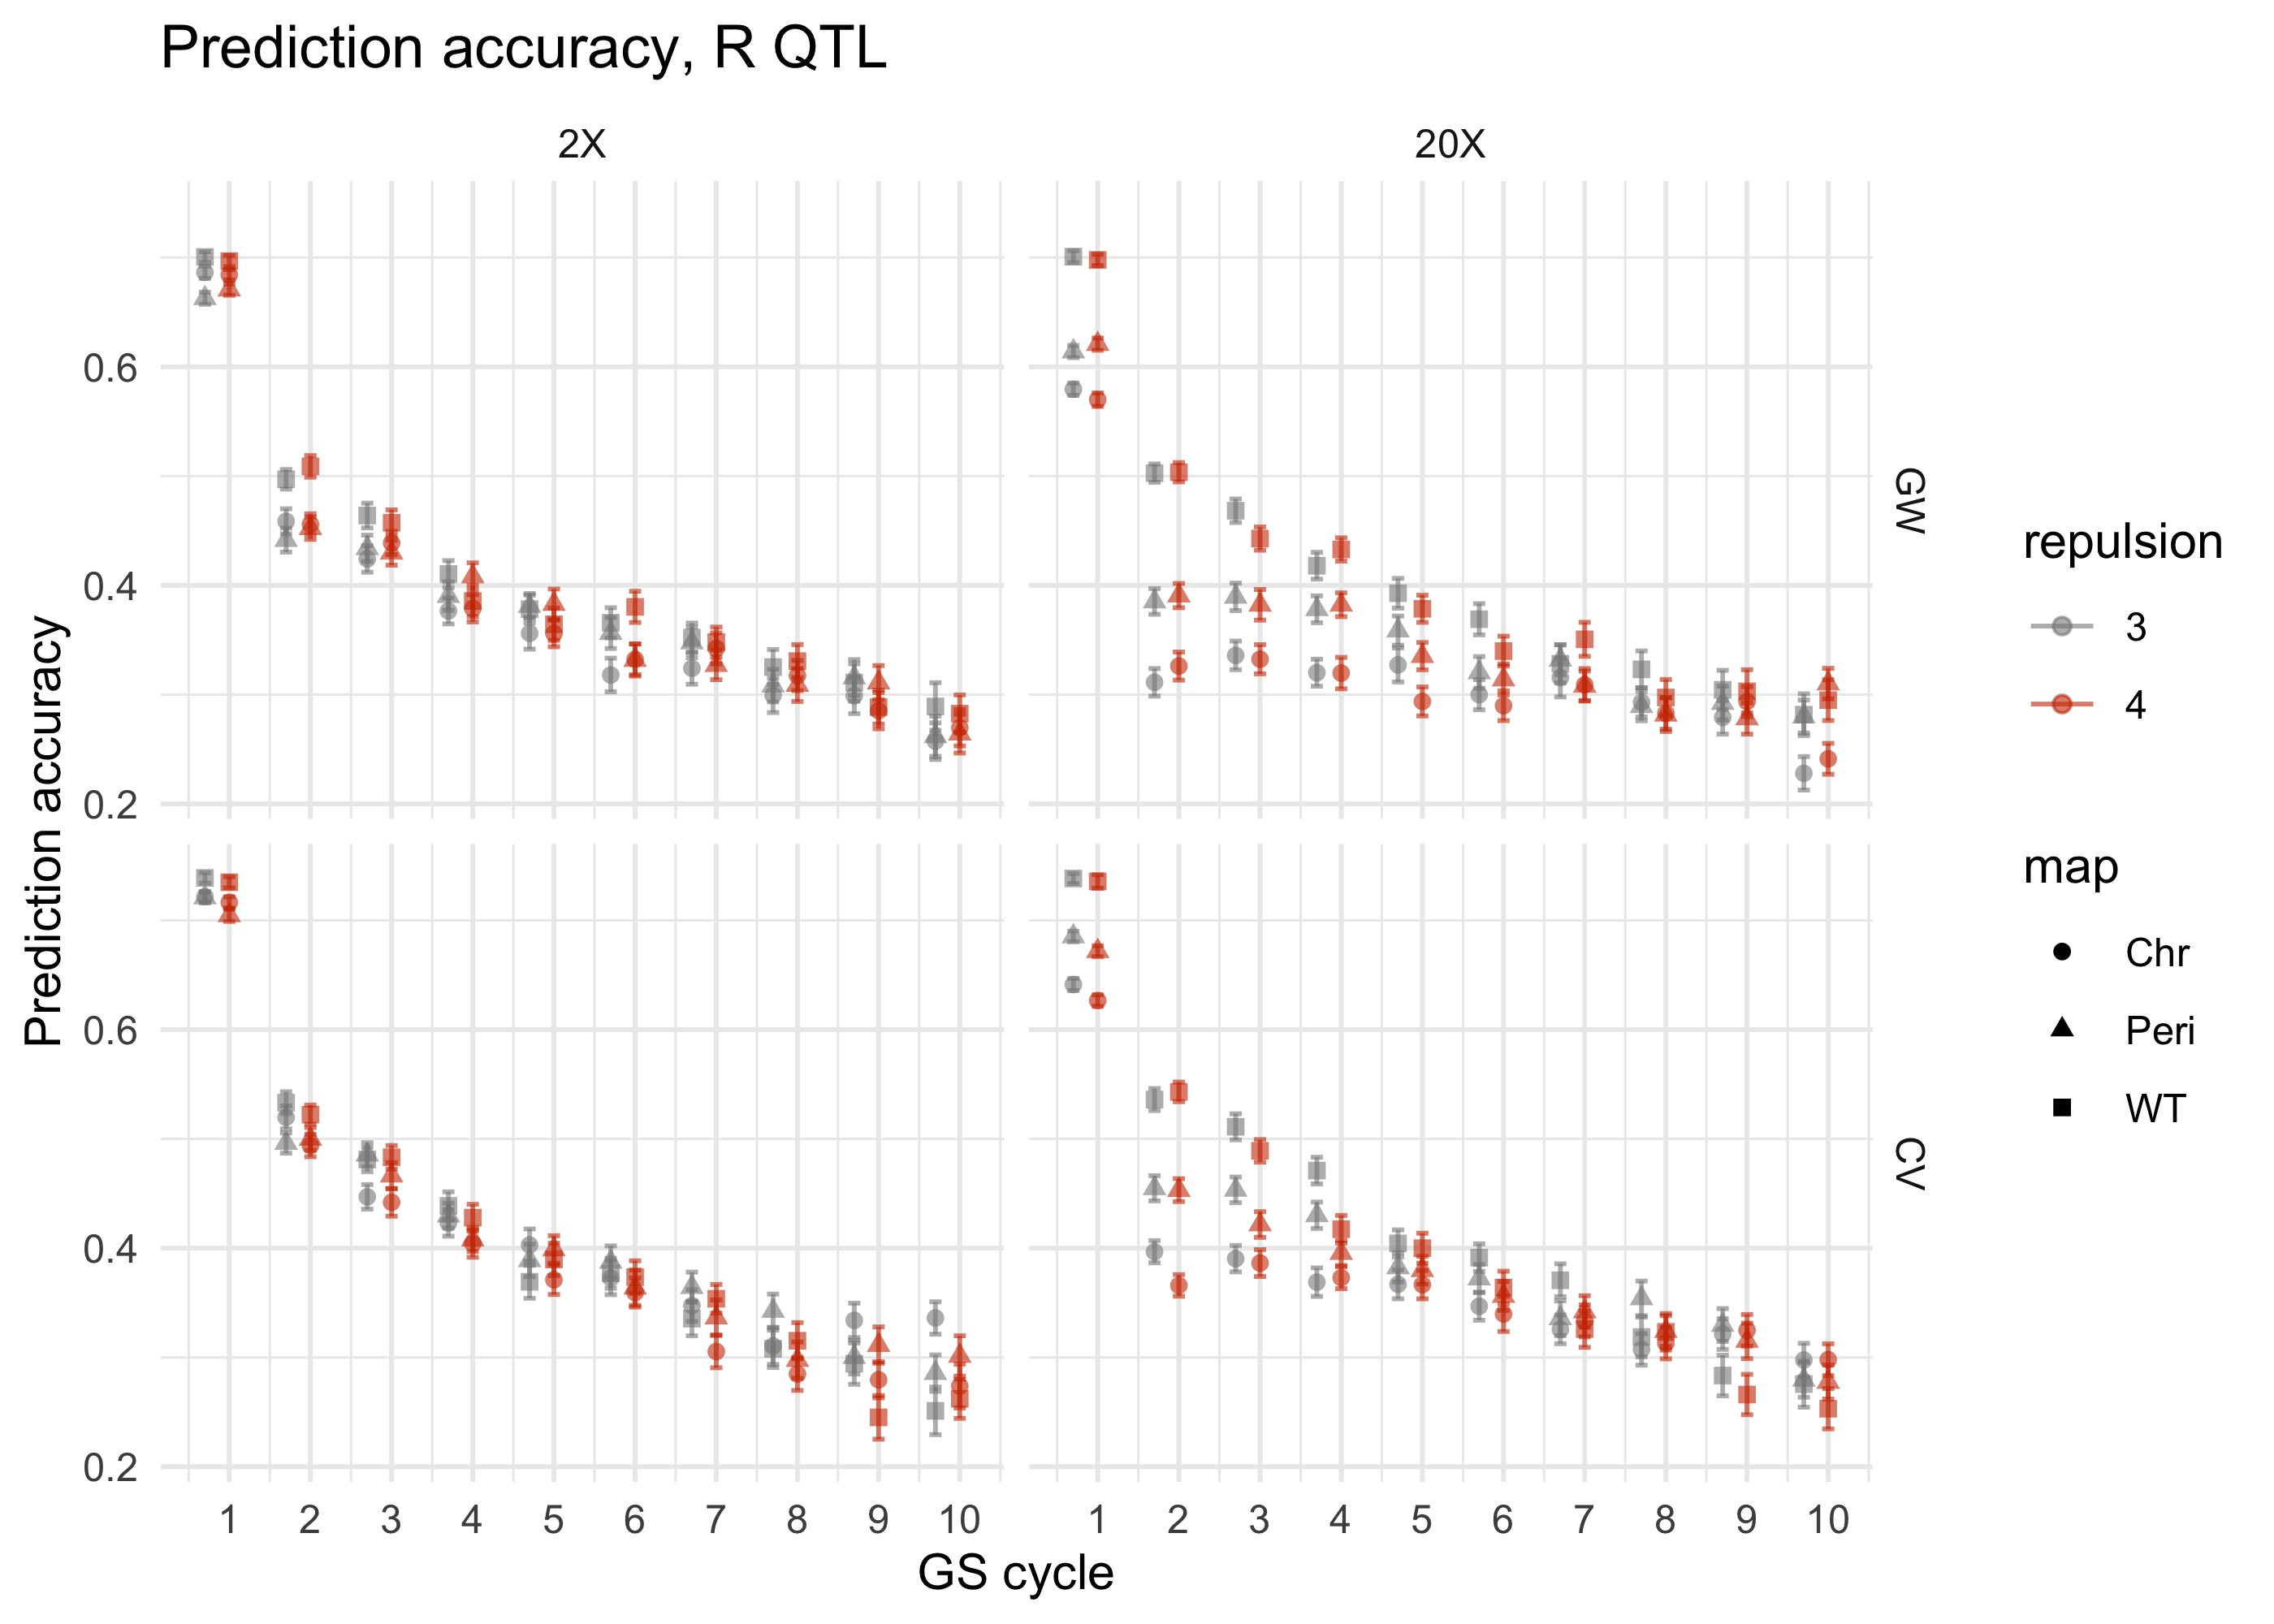 Prediction accuracy, R QTL
2X
20X
0.6
0.4
0.2
GW
0.6
0.4
0.2
CV
Prediction accuracy
1 2 3 4 5 6 7 8 9 10
1 2 3 4 5 6 7 8 9 10
GS cycle
repulsion
3
4
map
Chr
Peri
WT